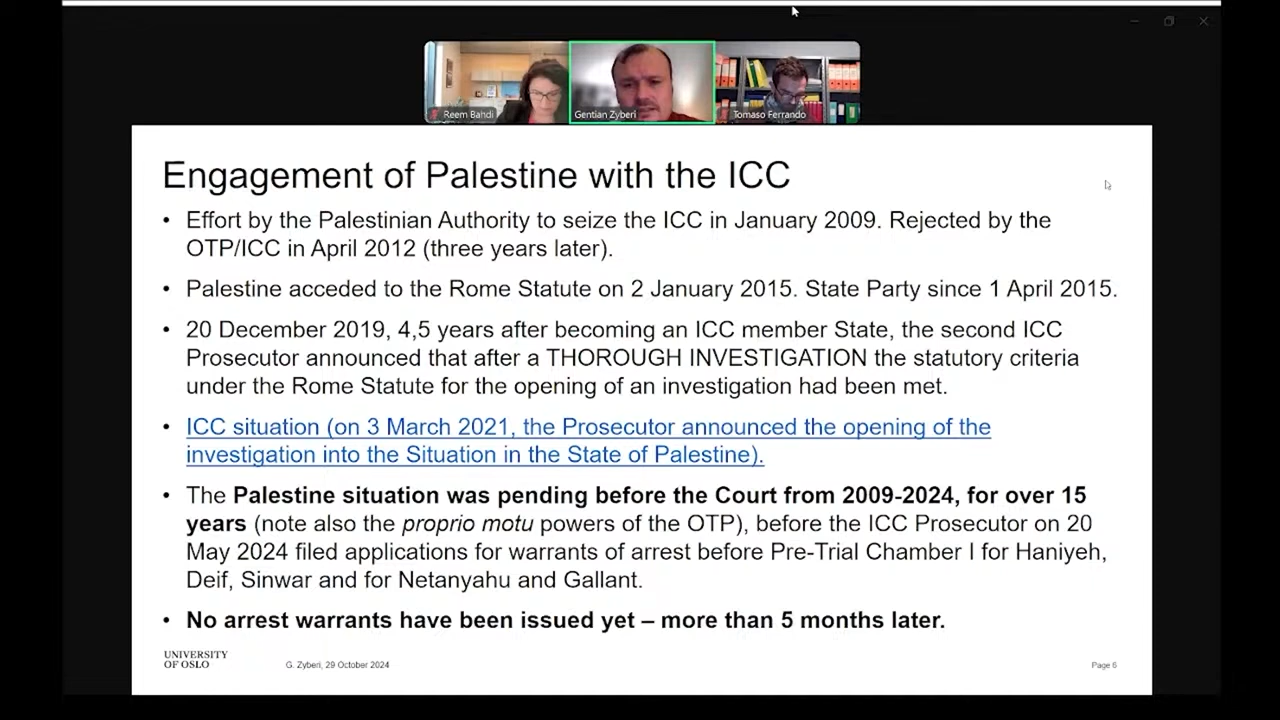 Reem Bahdi
Gentian Zyberi
Tomaso Ferrando
Engagement of Palestine with the ICC
• Effort by the Palestinian Authority to seize the ICC in January 2009. Rejected by the
OTP/ICC in April 2012 (three years later).
• Palestine acceded to the Rome Statute on 2 January 2015. State Party since 1 April 2015.
• 20 December 2019, 4,5 years after becoming an ICC member State, the second ICC
Prosecutor announced that after a THOROUGH INVESTIGATION the statutory criteria
under the Rome Statute for the opening of an investigation had been met.
• ICC situation (on 3 March 2021, the Prosecutor announced the opening of the
investigation into the Situation in the State of Palestine).
• The Palestine situation was pending before the Court from 2009-2024, for over 15
years (note also the proprio motu powers of the OTP), before the ICC Prosecutor on 20
May 2024 filed applications for warrants of arrest before Pre-Trial Chamber I for Haniyeh,
Deif, Sinwar and for Netanyahu and Gallant.
• No arrest warrants have been issued yet – more than 5 months later.
UNIVERSITY
OF OSLO
G. Zyberi, 29 October 2024
Page 6